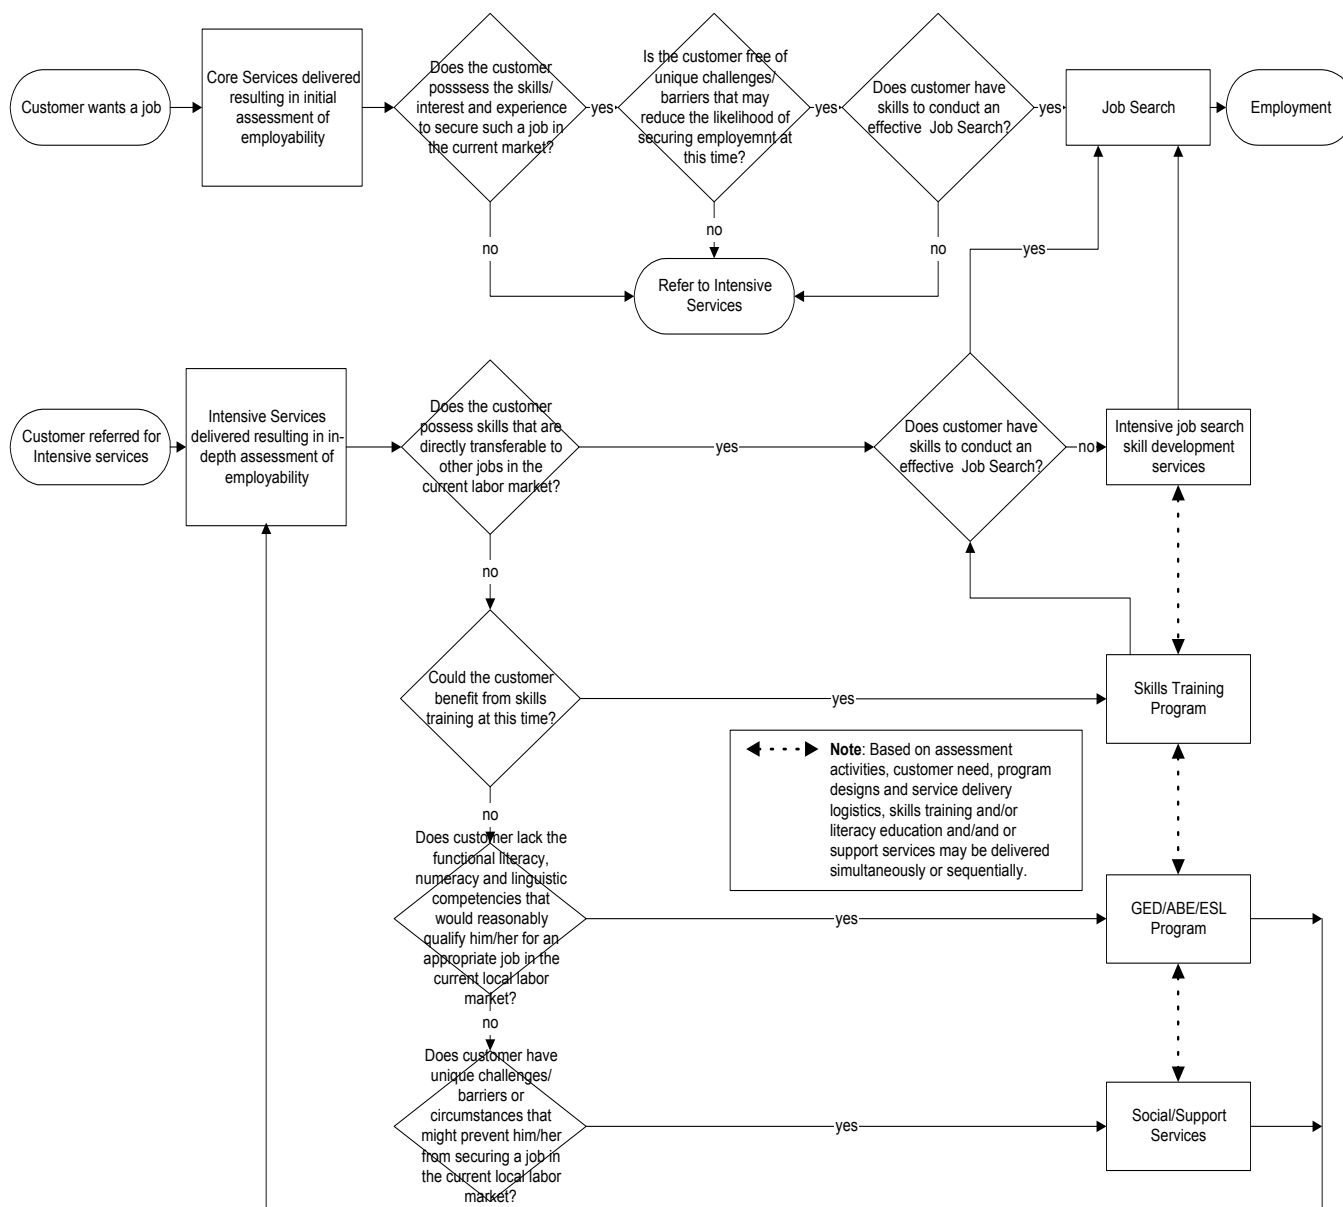 Customer wants a job
Core Services delivered
resulting in initial
assessment of
employability
Does the customer
posssess the skills/
interest and experience
to secure such a job in
the current market?
yes
Is the customer free of
unique challenges/
barriers that may
reduce the likelihood of
securing employemnt at
this time?
yes
Does customer have
skills to conduct an
effective Job Search?
yes
Job Search
Employment
no
no
no
Refer to Intensive
Services
yes
Customer referred for
Intensive services
Intensive Services
delivered resulting in in-
depth assessment of
employability
Does the customer
possess skills that are
directly transferable to
other jobs in the
current labor market?
yes
Does customer have
skills to conduct an
effective Job Search?
no
Intensive job search
skill development
services
no
Could the customer
benefit from skills
training at this time?
yes
Skills Training
Program
Note: Based on assessment
activities, customer need, program
designs and service delivery
logistics, skills training and/or
literacy education and/and or
support services may be delivered
simultaneously or sequentially.
no
Does customer lack the
functional literacy,
numeracy and linguistic
competencies that
would reasonably
qualify him/her for an
appropriate job in the
current local labor
market?
yes
GED/ABE/ESL
Program
no
Does customer have
unique challenges/
barriers or
circumstances that
might prevent him/her
from securing a job in
the current local labor
market?
yes
Social/Support
Services